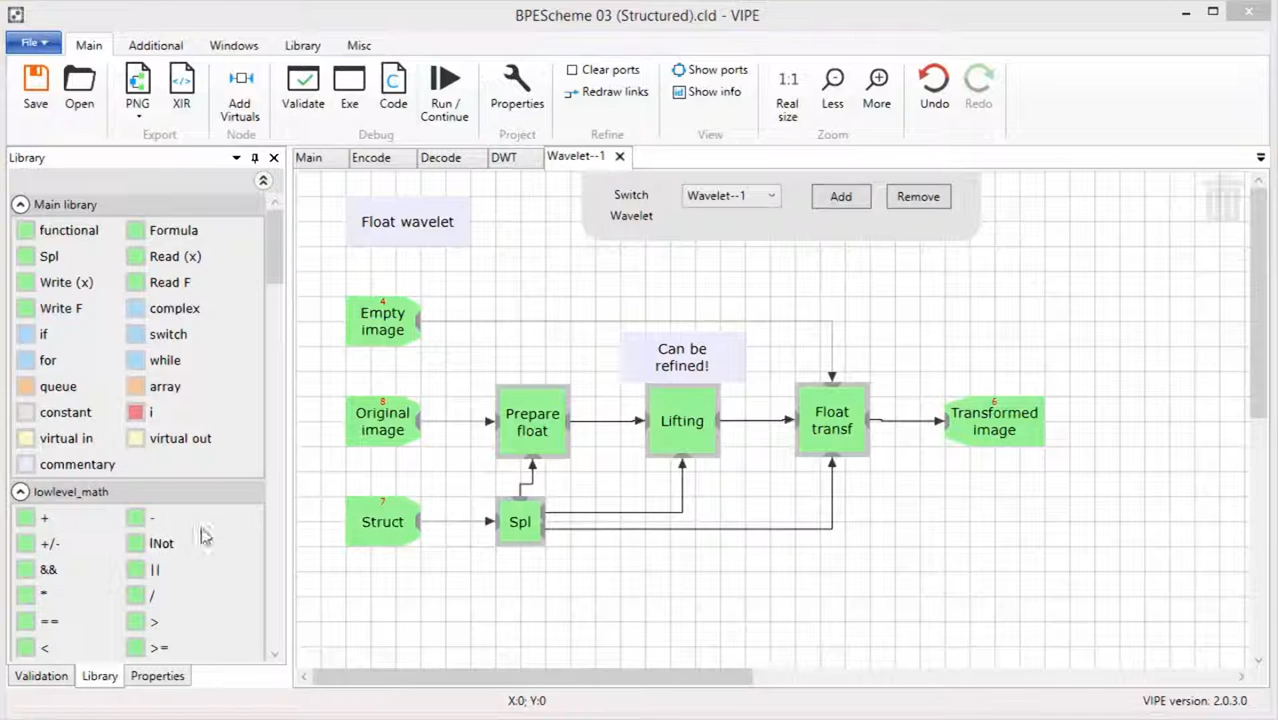 BPEScheme 03 (Structured).cld - VIPE
File Main Additional Windows Library Misc
Save Open PNG XIR Add Virtuals Validate Exe Code Run / Continue Properties
Clear ports
Redraw links
Show ports
Show info
1:1 Real size Less More Undo Redo
Export Node Debug Project Refine View Zoom
Library
Main library
functional Formula
Spl Read (x)
Write (x) Read F
Write F complex
if switch
for while
queue array
constant i
virtual in virtual out
commentary
lowlevel_math
+ -
+/- lNot
&& ||
* /
== >
< >=
Validation Library Properties
Main Encode Decode DWT Wavelet--1
Switch Wavelet--1 Add Remove
Wavelet
Float wavelet
4
Empty
image
Can be
refined!
8
Original
image
Prepare
float
Lifting
Float
transf
6
Transformed
image
7
Struct
Spl
X:0; Y:0
VIPE version: 2.0.3.0